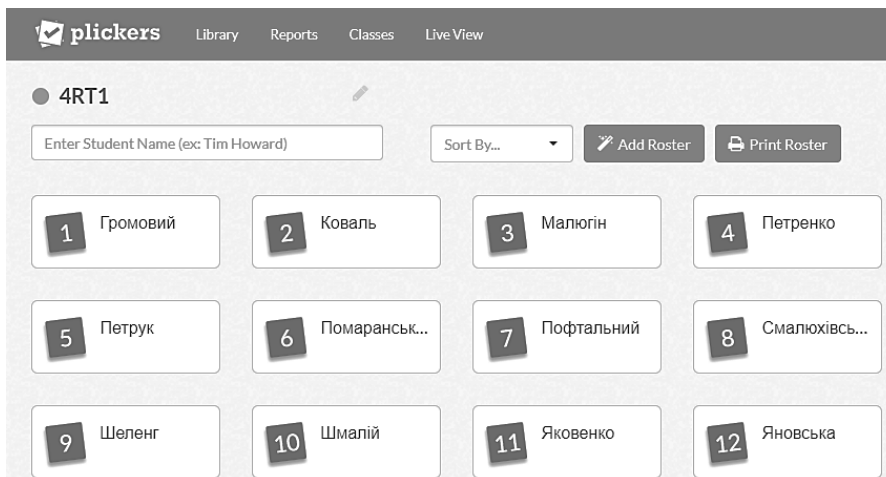 plickers Library Reports Classes Live View
4RT1
Enter Student Name (ex: Tim Howard) Sort By... Add Roster Print Roster
1 Громовий 2 Коваль 3 Малюгін 4 Петренко
5 Петрук 6 Помаранськ... 7 Пофтальний 8 Смалюхівсь...
9 Шеленг 10 Шмалій 11 Яковенко 12 Яновська